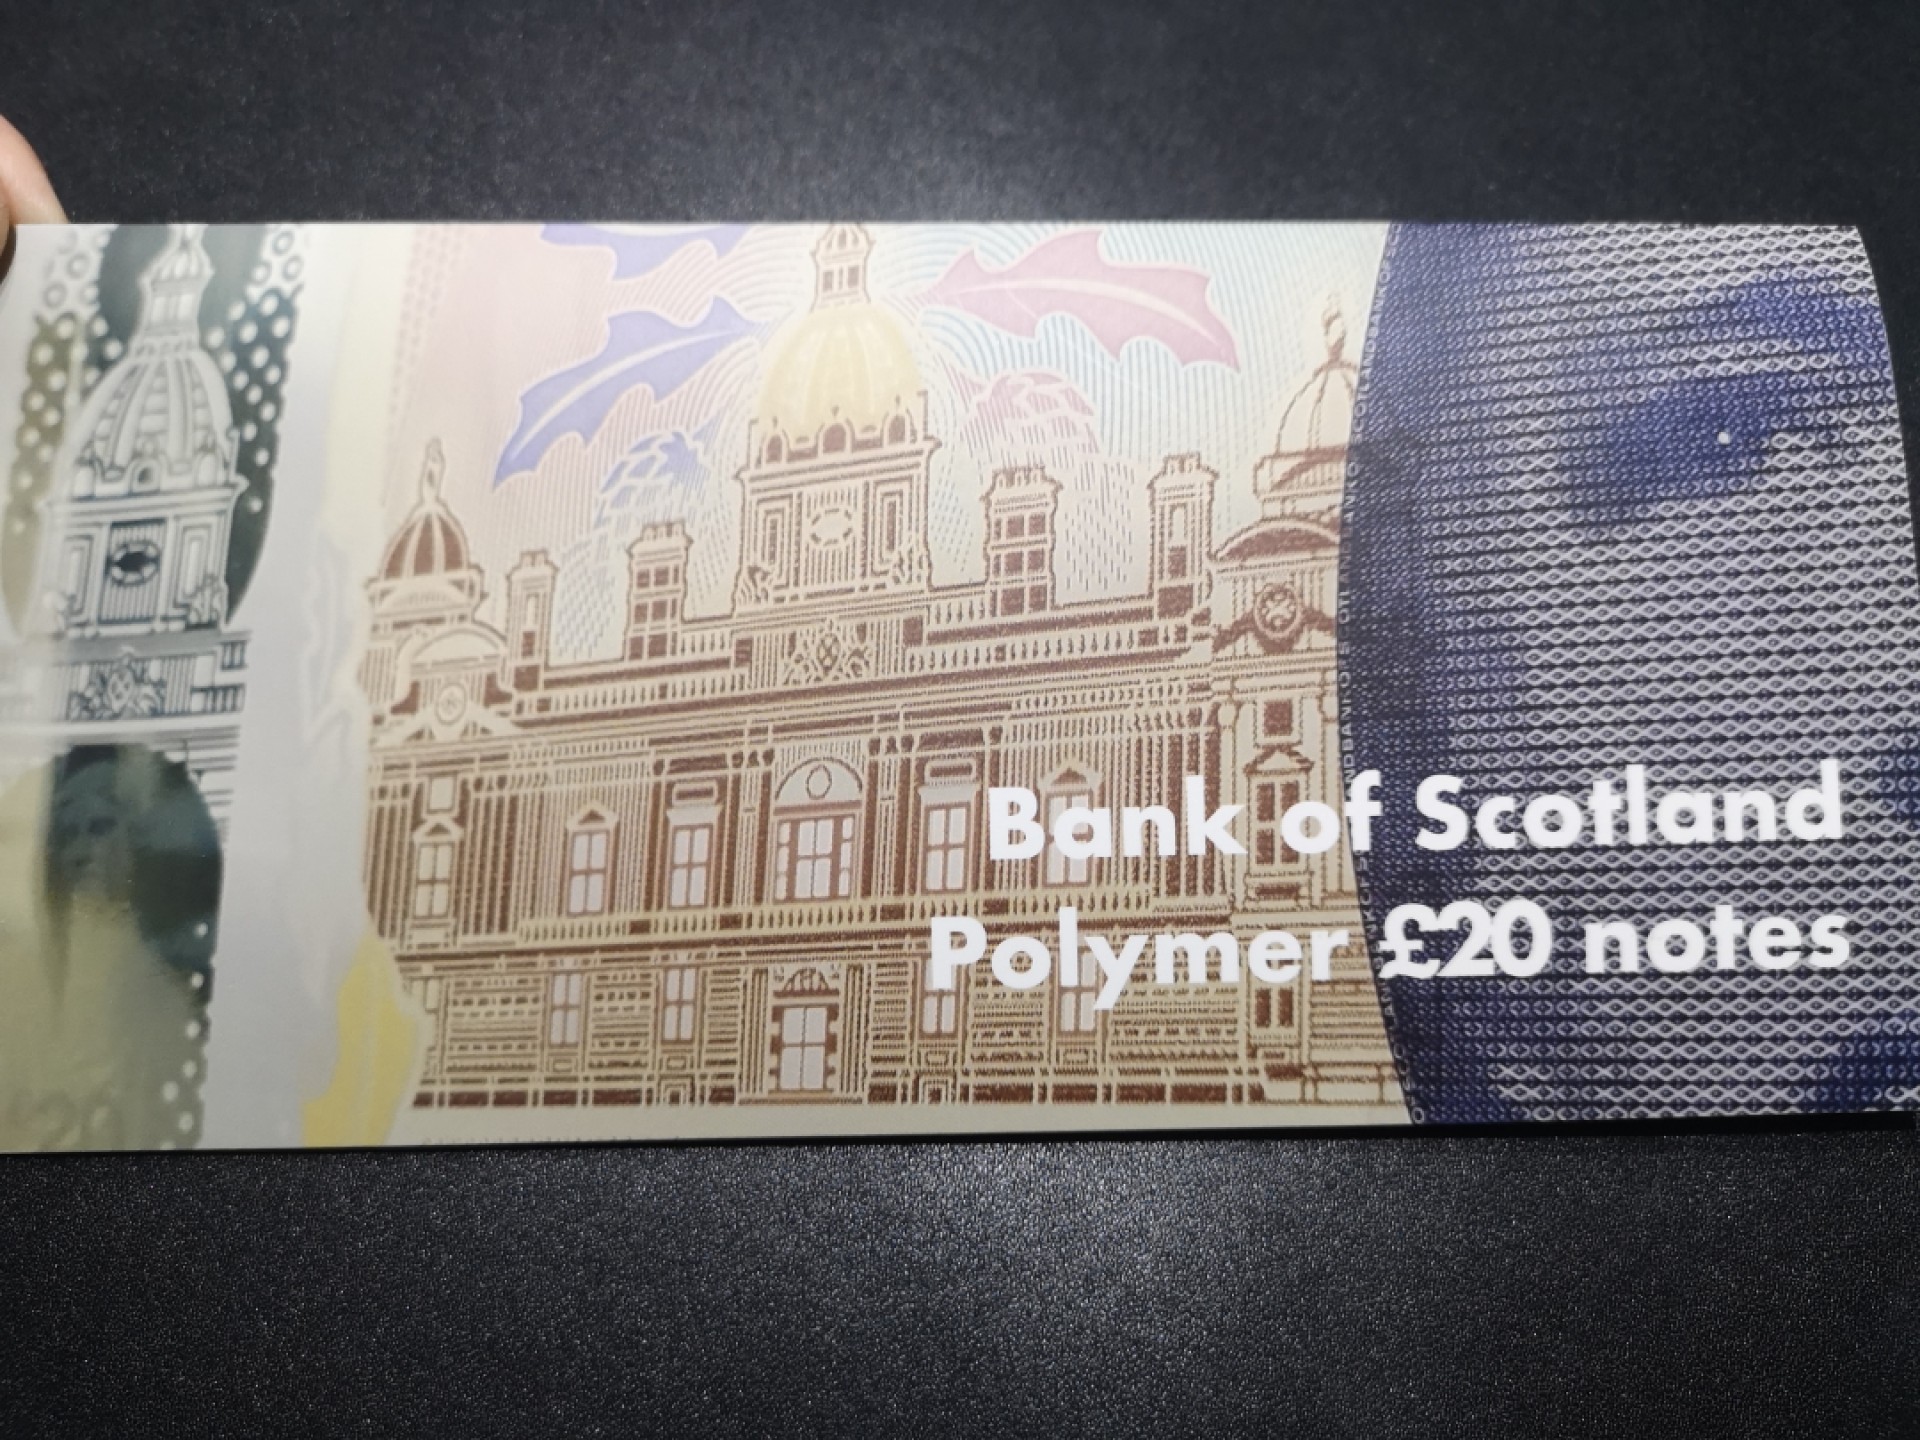 Bank of Scotland
Polymer £20 notes